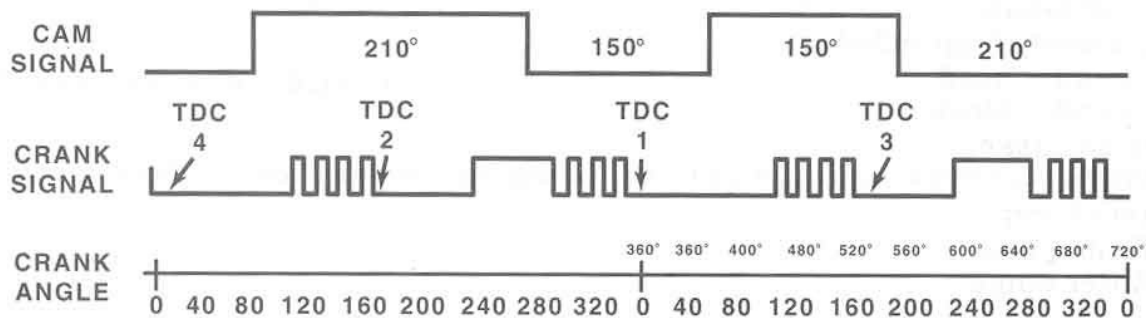 CAM
SIGNAL
210° 150° 150° 210°
TDC
4
TDC
2
TDC
1
TDC
3
CRANK
SIGNAL
360° 360° 400° 480° 520° 560° 600° 640° 680° 720°
CRANK
ANGLE
0 40 80 120 160 200 240 280 320 0 40 80 120 160 200 240 280 320 0